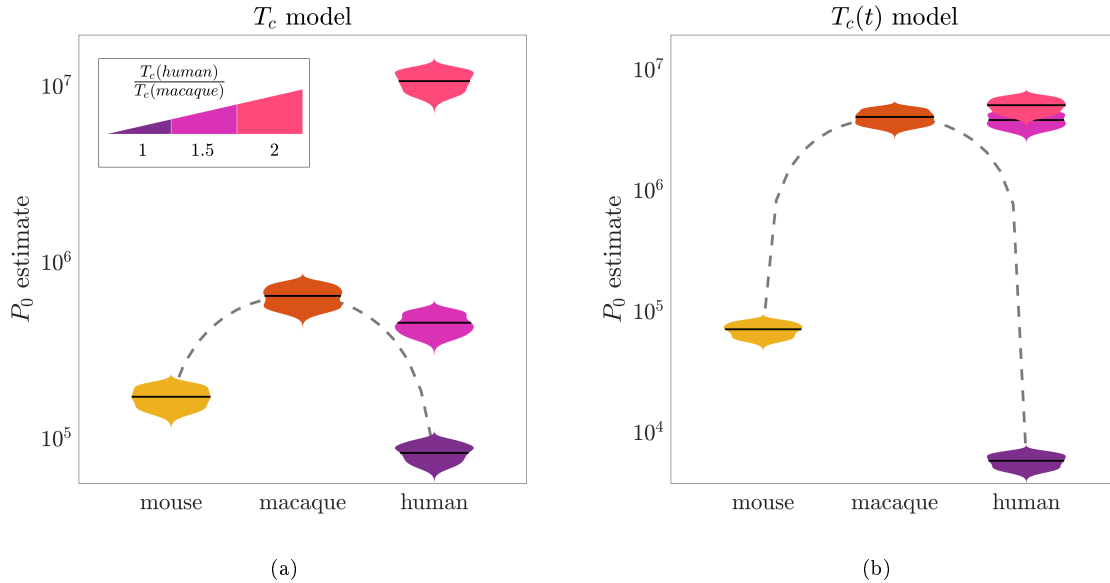 T_c model
T_c(human)
T_c(macaque)
1 1.5 2
10^7
10^6
10^5
P_0 estimate
mouse macaque human
(a)
T_c(t) model
10^7
10^6
10^5
10^4
P_0 estimate
mouse macaque human
(b)